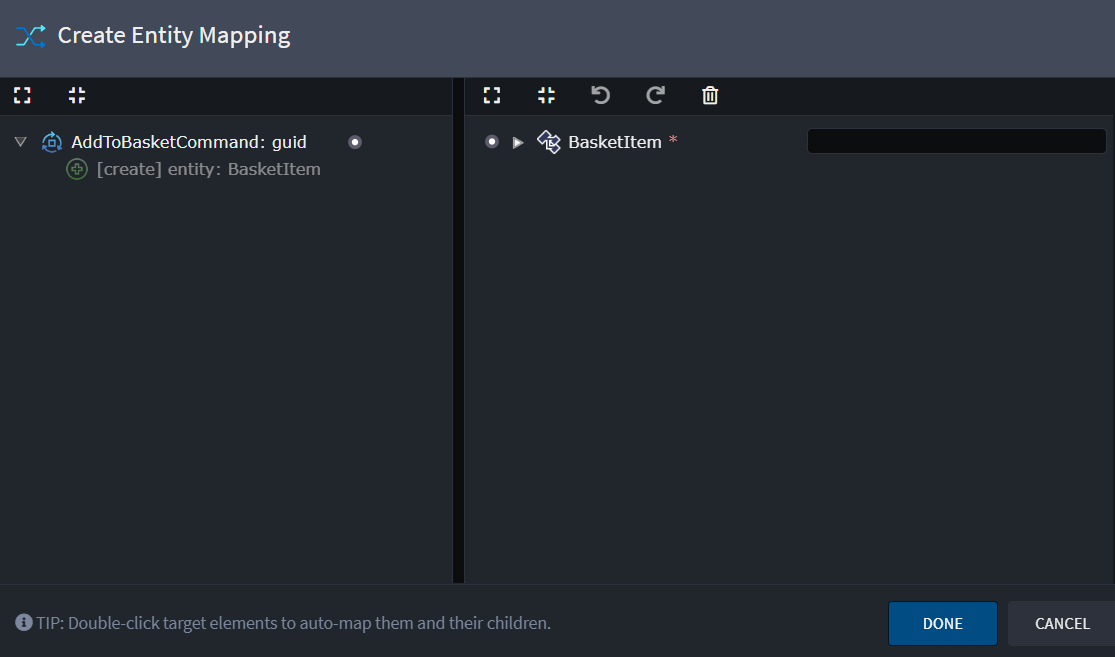 Create Entity Mapping
AddToBasketCommand: guid
[create] entity: BasketItem
BasketItem *
TIP: Double-click target elements to auto-map them and their children.
DONE
CANCEL